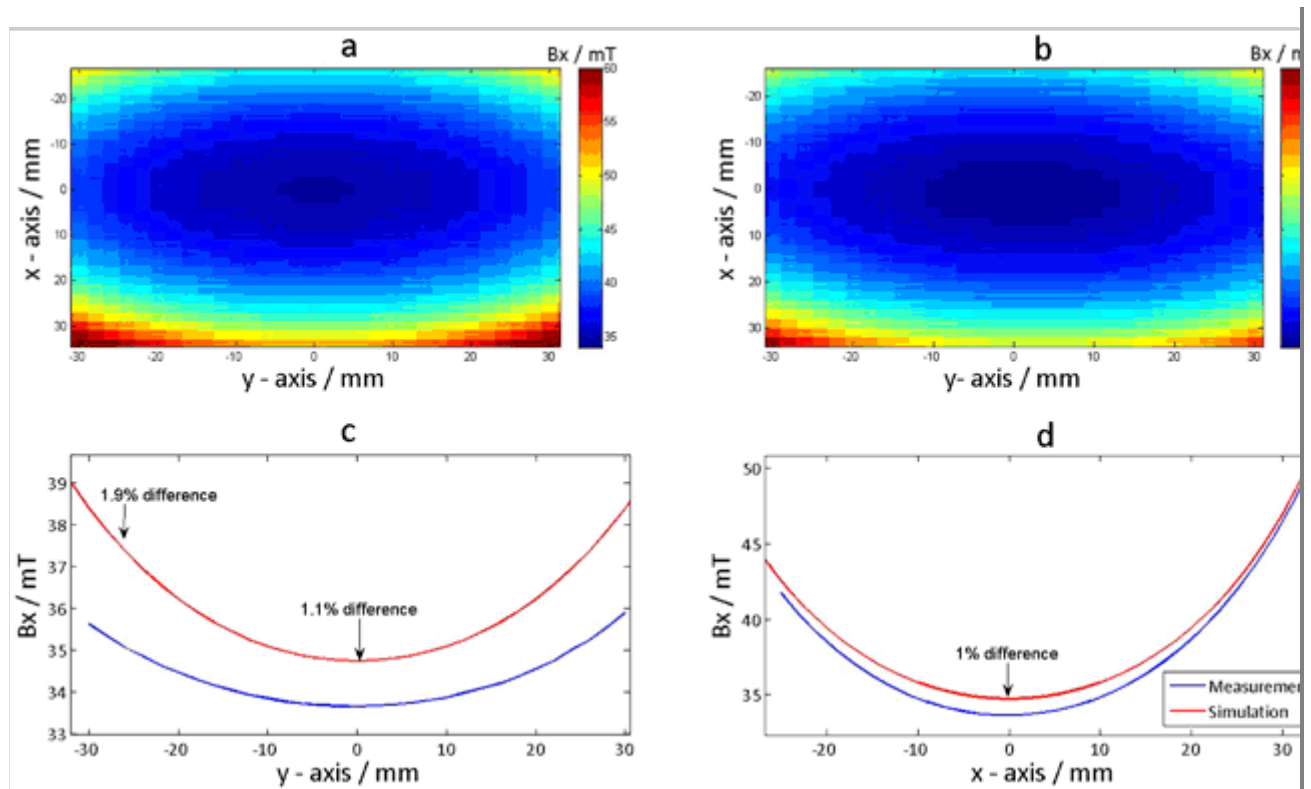 a
Bx / mT
60
55
50
45
40
35
-20
-10
0
10
20
30
x - axis / mm
-30
-20
-10
0
10
20
30
y - axis / mm
b
Bx / m
-20
-10
0
10
20
30
x - axis / mm
-30
-20
-10
0
10
20
30
y- axis / mm
c
39
38
37
36
35
34
33
Bx / mT
1.9% difference
1.1% difference
-30
-20
-10
0
10
20
30
y - axis / mm
d
50
45
40
35
Bx / mT
1% difference
Measuremen
Simulation
-20
-10
0
10
20
30
x - axis / mm